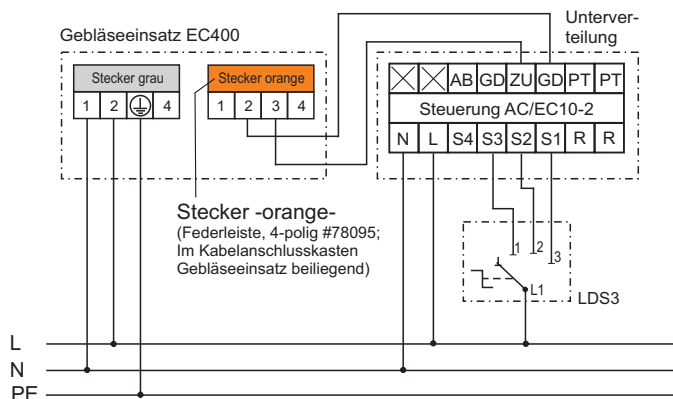 Gebläseeinsatz EC400
Unterver-
teilung
Stecker grau
Stecker orange
1 2 4
1 2 3 4
AB GD ZU GD PT PT
Steuerung AC/EC10-2
N L S4 S3 S2 S1 R R
Stecker -orange-
(Federleiste, 4-polig #78095;
Im Kabelanschlusskasten
Gebläseeinsatz beiliegend)
1 2 3
L1
LDS3
L
N
PE